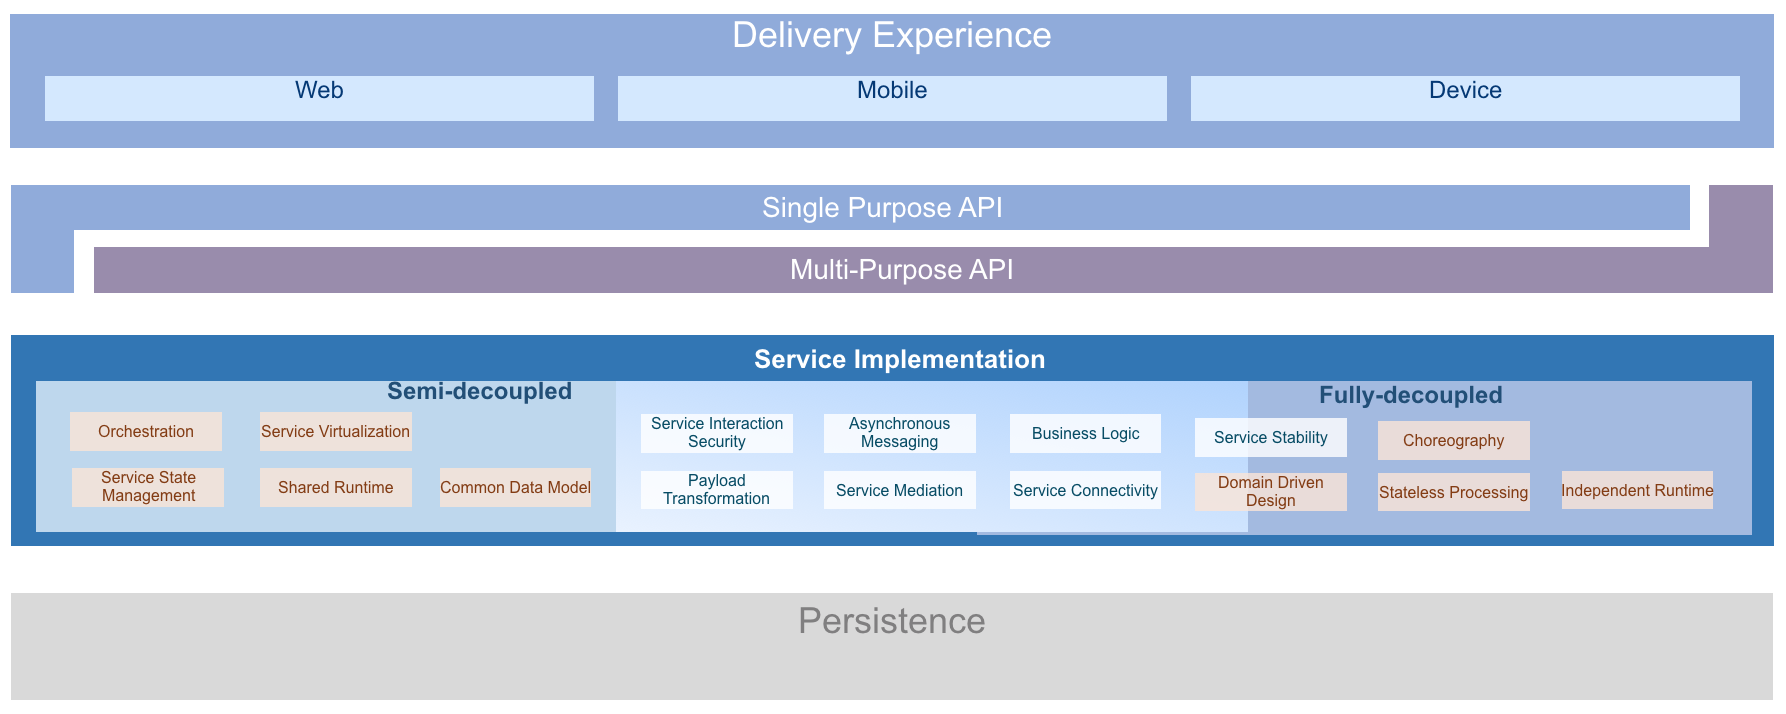 Delivery Experience
Web
Mobile
Device
Single Purpose API
Multi-Purpose API
Service Implementation
Semi-decoupled
Fully-decoupled
Orchestration
Service Virtualization
Service Interaction
Security
Asynchronous
Messaging
Business Logic
Service Stability
Choreography
Service State
Management
Shared Runtime
Common Data Model
Payload
Transformation
Service Mediation
Service Connectivity
Domain Driven
Design
Stateless Processing
Independent Runtime
Persistence